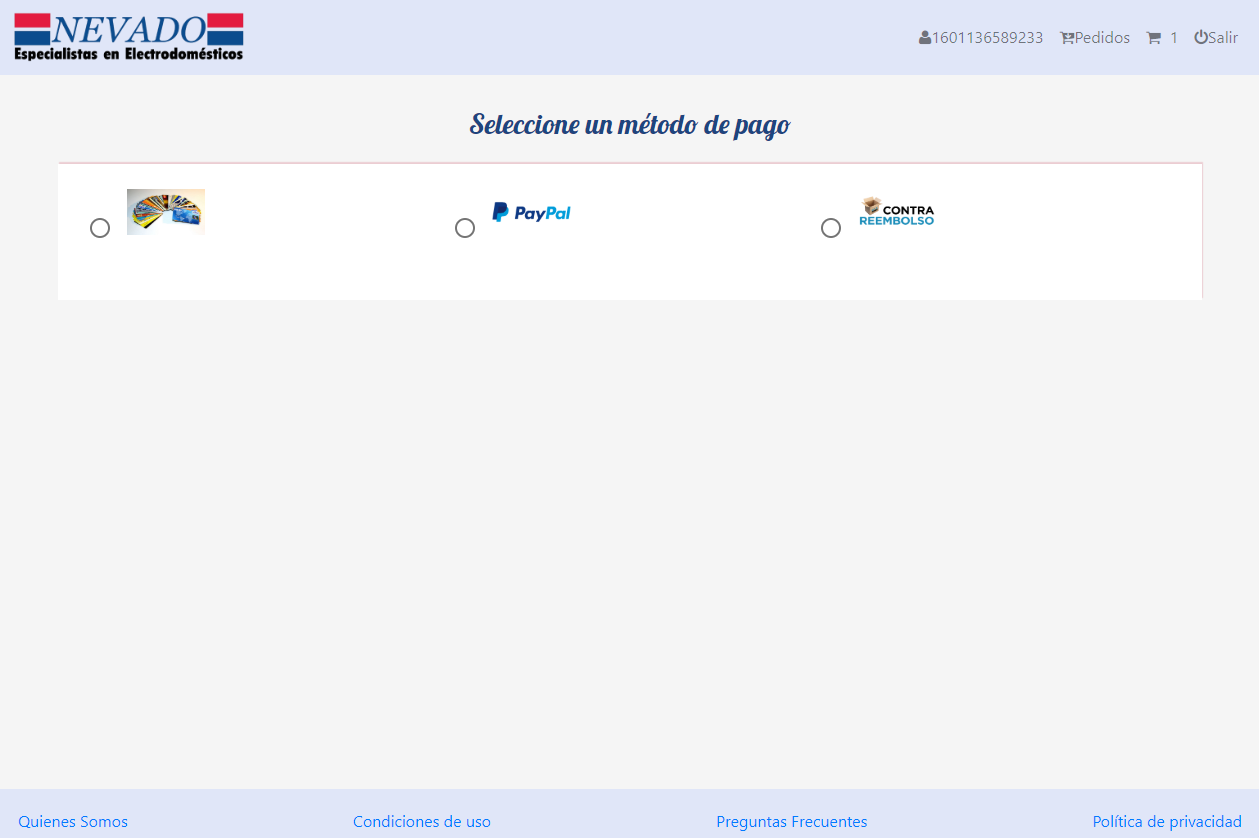 NEVADO
Especialistas en Electrodomésticos
1601136589233 Pedidos 1 Salir
Seleccione un método de pago
PayPal
CONTRA
REEMBOLSO
Quienes Somos Condiciones de uso Preguntas Frecuentes Política de privacidad